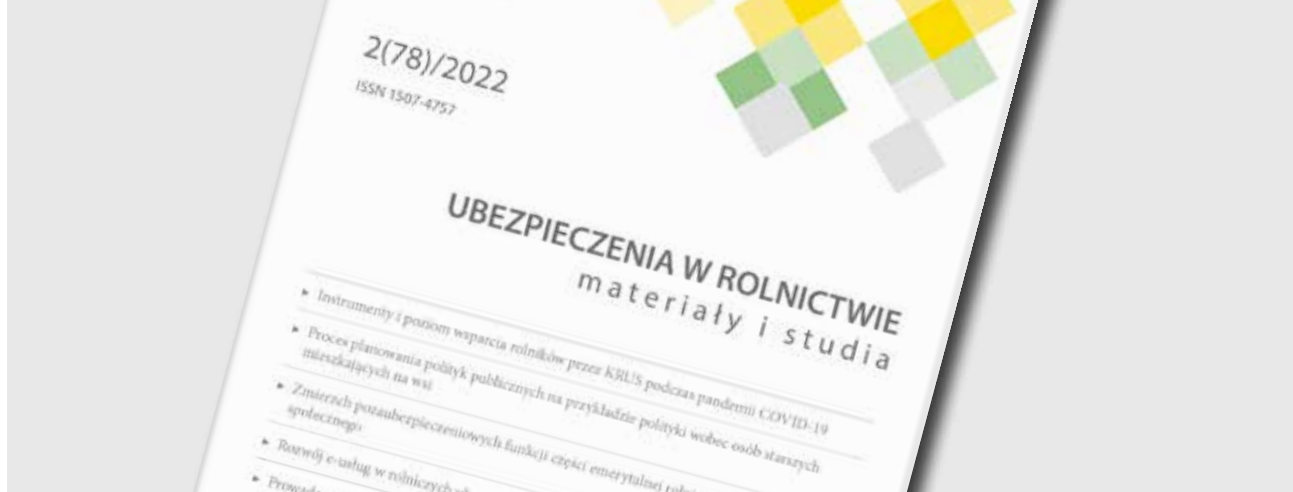 2(78)/2022
ISSN 1507-4757
UBEZPIECZENIA W ROLNICTWIE
materiały i studia
▸ Instrumenty i poziom wsparcia rolników przez KRUS podczas pandemii COVID-19
▸ Proces planowania polityk publicznych na przykładzie polityki wobec osób starszych
mieszkających na wsi
▸ Zmierzch pozaubezpieczeniowych funkcji części emerytalnej
społecznego
▸ Rozwój e-usług w rolniczych